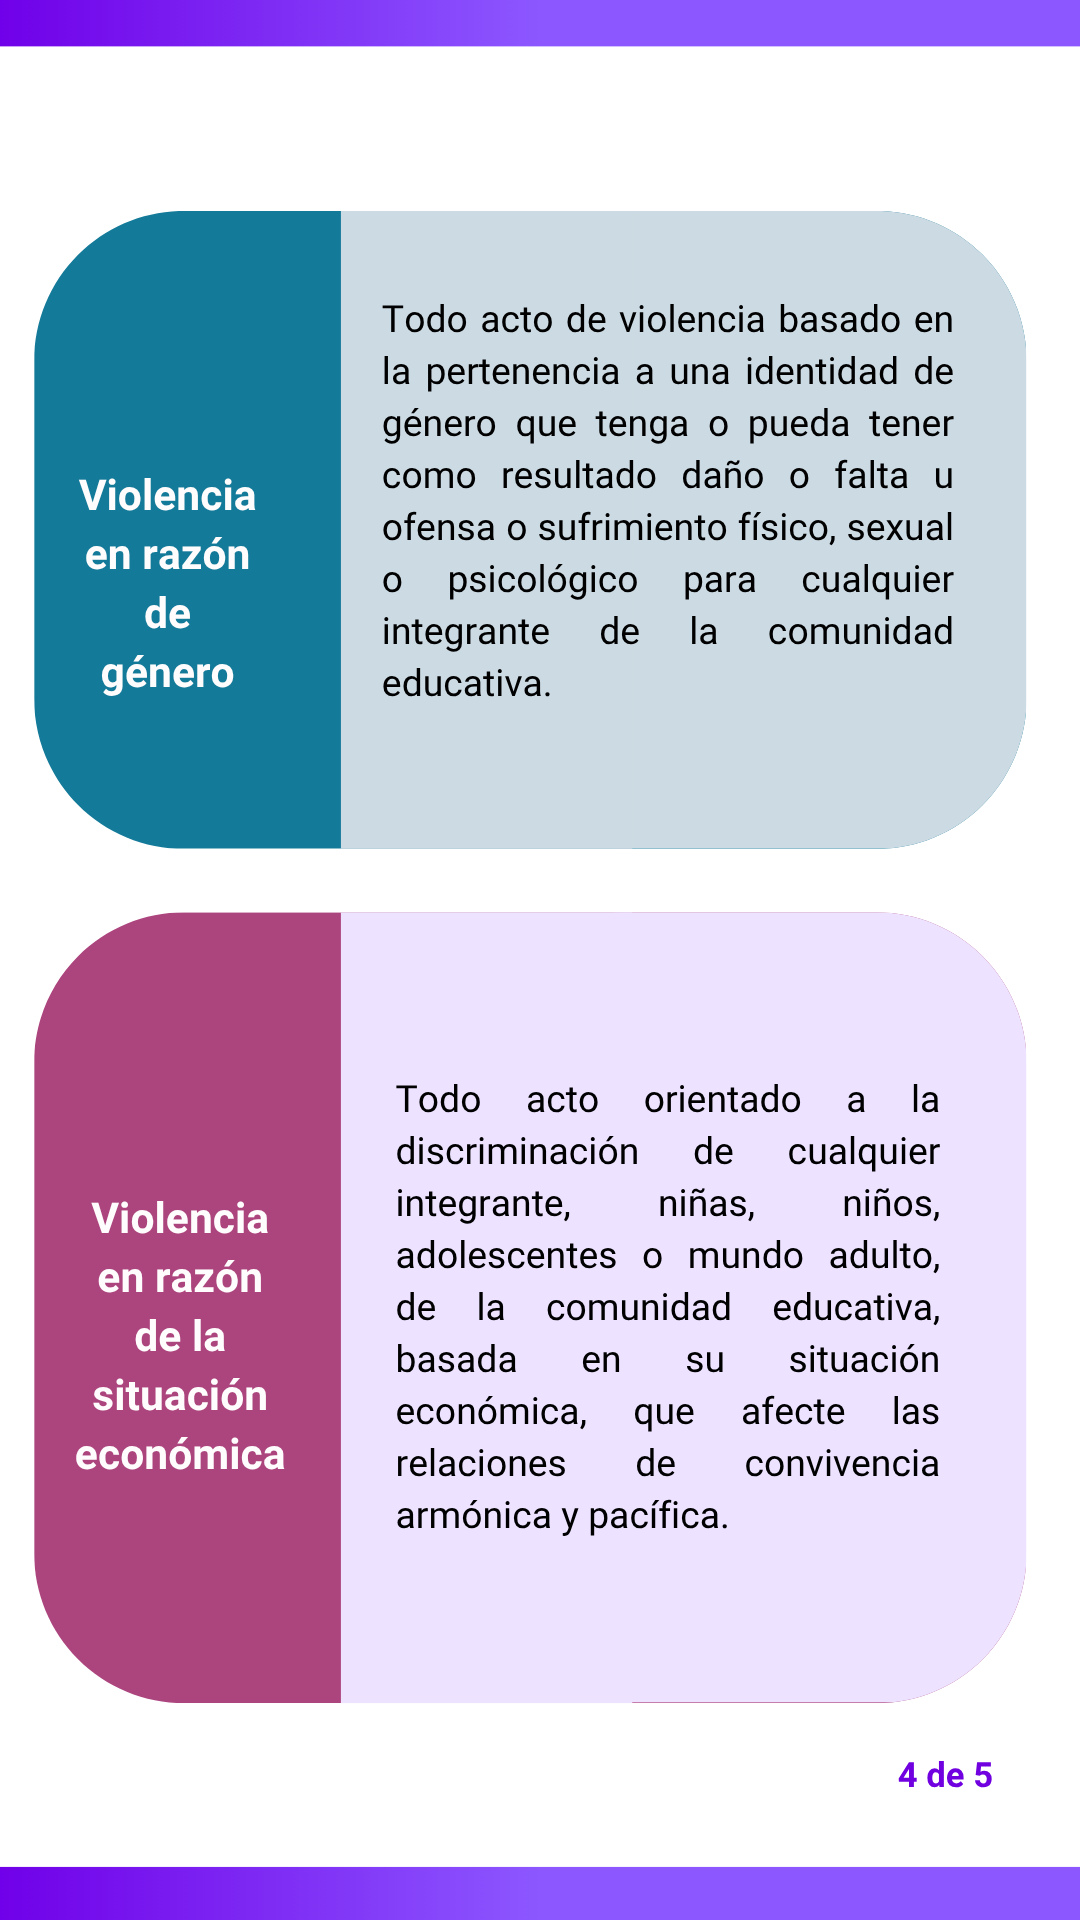 Violencia
en razón
de
género
Todo acto de violencia basado en
la pertenencia a una identidad de
género que tenga o pueda tener
como resultado daño o falta u
ofensa o sufrimiento físico, sexual
o psicológico para cualquier
integrante de la comunidad
educativa.
Violencia
en razón
de la
situación
económica
Todo acto orientado a la
discriminación de cualquier
integrante, niñas, niños,
adolescentes o mundo adulto,
de la comunidad educativa,
basada en su situación
económica, que afecte las
relaciones de convivencia
armónica y pacífica.
4 de 5